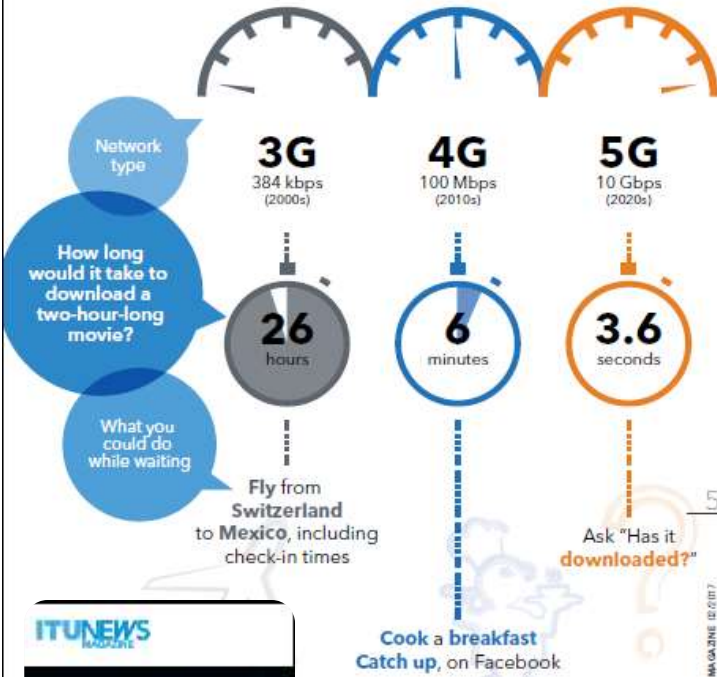 Network
type
3G
384 kbps
(2000s)
4G
100 Mbps
(2010s)
5G
10 Gbps
(2020s)
How long
would it take to
download a
two-hour-long
movie?
26
hours
6
minutes
3.6
seconds
What you
could do
while waiting
Fly from
Switzerland
to Mexico, including
check-in times
Cook a breakfast
Catch up, on Facebook
Ask "Has it
downloaded?"
ITUNEWS
MAGAZINE
MAGAZINE 02/2017